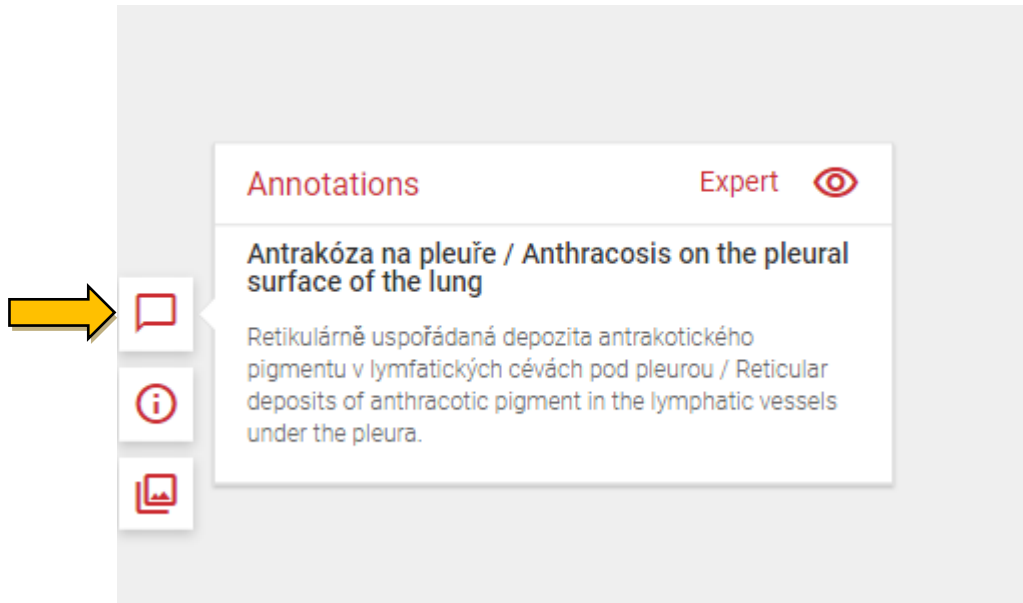 Annotations Expert
Antrakóza na pleuře / Anthracosis on the pleural
surface of the lung
Retikulárně uspořádaná depozita antrakotického
pigmentu v lymfatických cévách pod pleurou / Reticular
deposits of anthracotic pigment in the lymphatic vessels
under the pleura.